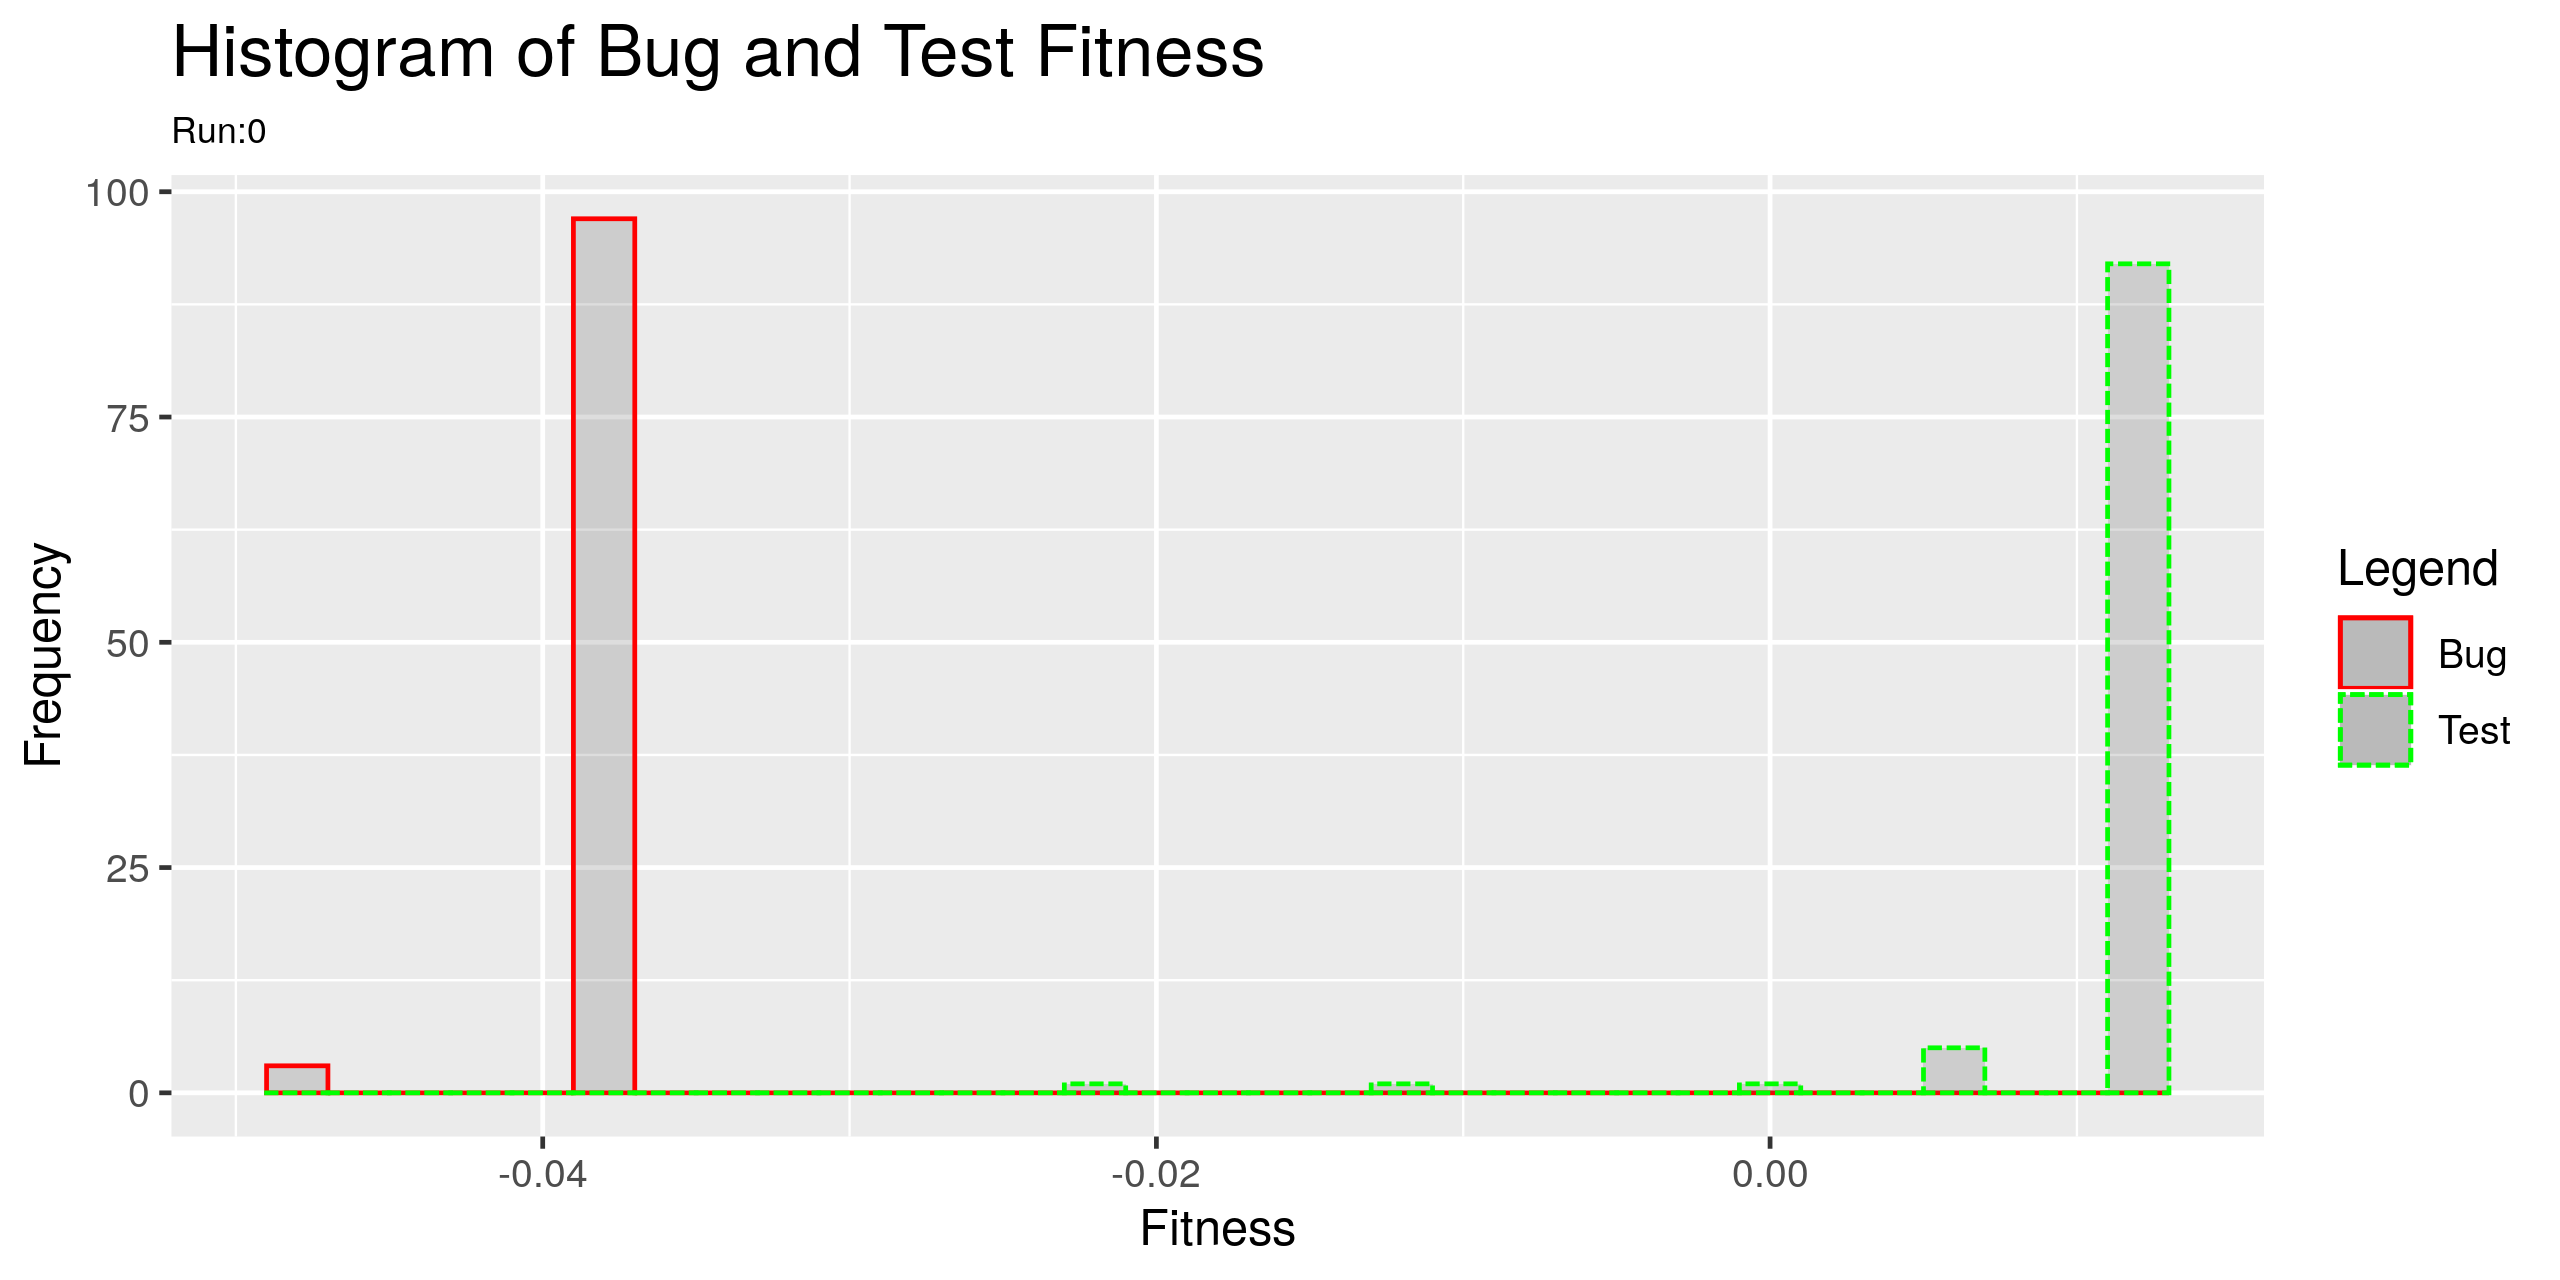 Histogram of Bug and Test Fitness
Run:0
100
75
50
25
0
Frequency
-0.04
-0.02
0.00
Fitness
Legend
Bug
Test